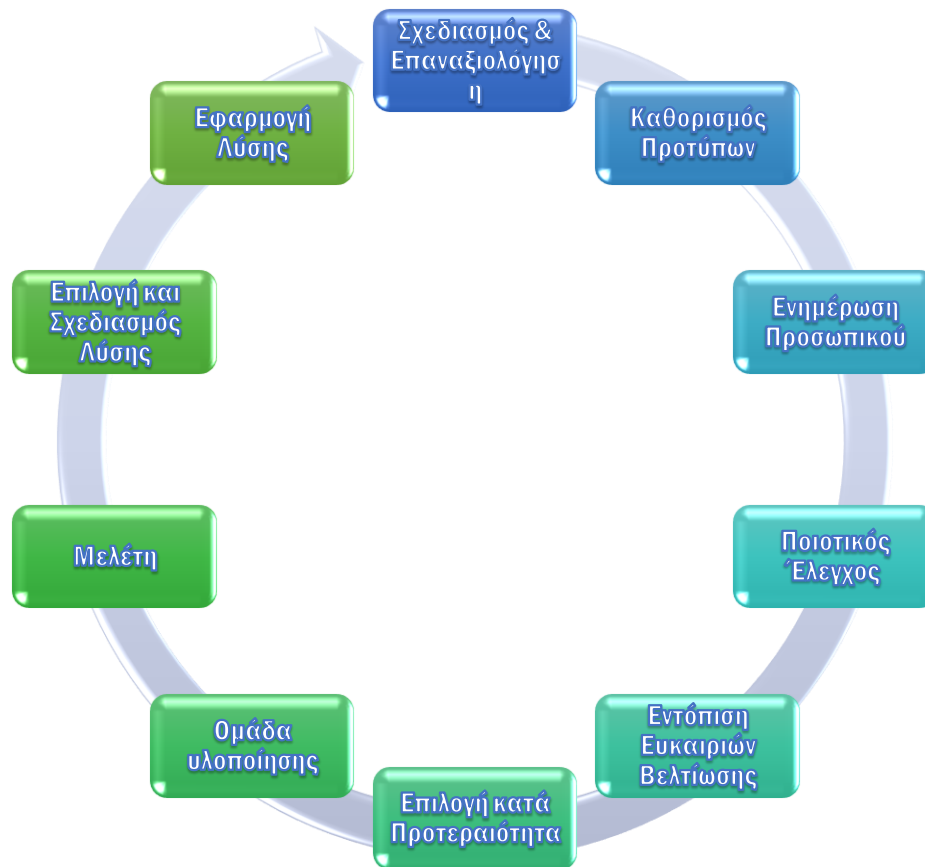 Σχεδιασμός &
Επαναξιολόγησ
η
Καθορισμός
Προτύπων
Ενημέρωση
Προσωπικού
Ποιοτικός
Έλεγχος
Εντόπιση
Ευκαιριών
Βελτίωσης
Επιλογή κατά
Προτεραιότητα
Ομάδα
υλοποίησης
Μελέτη
Επιλογή και
Σχεδιασμός
Λύσης
Εφαρμογή
Λύσης